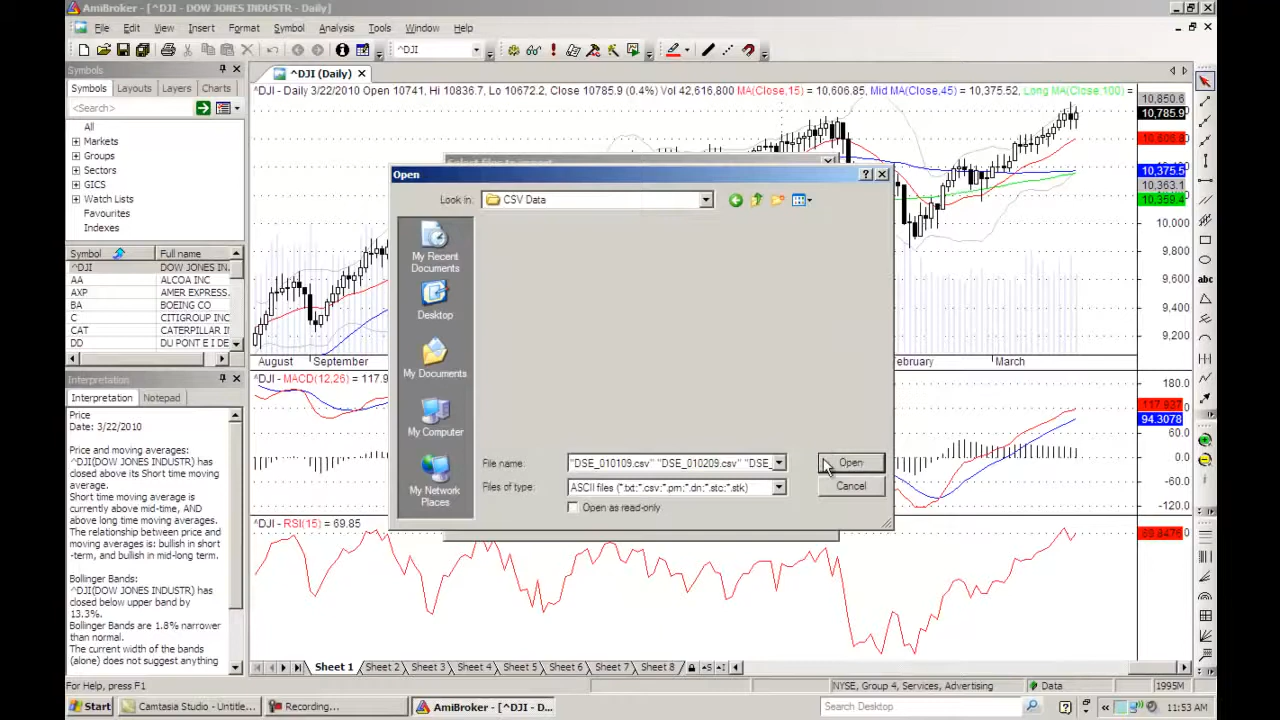 AmiBroker - [^DJI - DOW JONES INDUSTR - Daily]
File Edit View Insert Format Symbol Analysis Tools Window Help
^DJI
Symbols
^DJI (Daily)
Symbols Layouts Layers Charts
^DJI - Daily 3/22/2010 Open 10741, Hi 10836.7, Lo 10672.2, Close 10785.9 (0.4%) Vol 42,616,800 MA(Close,15) = 10,606.85, Mid MA(Close,45) = 10,375.52, Long MA(Close 100) =
<Search>
10,850.6
10,785.9
All
Markets
10,606.8
Groups
Sectors
10,375.5
GICS
10,363.1
Watch Lists
10,359.4
Favourites
Indexes
10,000
9,800
9,600
9,400
9,200
Symbol Full name
^DJI DOW JONES IN.
AA ALCOA INC
AXP AMER EXPRESS.
BA BOEING CO
C CITIGROUP INC
CAT CATERPILLAR I
DD DU PONT E I DE
August September
ebruary March
Open
Look in: CSV Data
My Recent
Documents
Desktop
My Documents
My Computer
My Network
Places
File name: "DSE_010109.csv" "DSE_010209.csv" "DSE_
Open
Files of type: ASCII files (*.txt;*.csv;*.prn;*.dn;*.stc;*.stk)
Cancel
Open as read-only
Interpretation
Interpretation Notepad
Price
Date: 3/22/2010
Price and moving averages:
^DJI(DOW JONES INDUSTR) has
closed above its Short time moving
average.
Short time moving average is
currently above mid-time, AND
above long time moving averages.
The relationship between price and
moving averages is: bullish in short
-term, and bullish in mid-long term.
Bollinger Bands:
^DJI(DOW JONES INDUSTR) has
closed below upper band by
13.3%.
Bollinger Bands are 1.8% narrower
than normal.
The current width of the bands
(alone) does not suggest anything
^DJI - MACD(12,26) = 117.9
180.0
117.937
94.3078
60.0
0.0
-60.0
-120.0
^DJI - RSI(15) = 69.85
69.8476
Sheet 1 Sheet 2 Sheet 3 Sheet 4 Sheet 5 Sheet 6 Sheet 7 Sheet 8
For Help, press F1
NYSE, Group 4, Services, Advertising
Data
1995M
Start
Camtasia Studio - Untitle...
Recording...
AmiBroker - [^DJI - D...
Search Desktop
11:53 AM